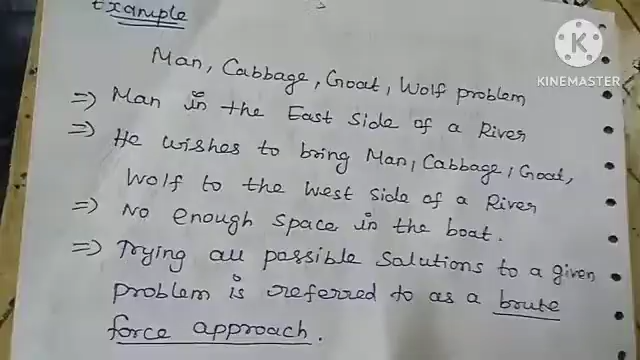 Example
KINEMASTER
Man, Cabbage, Goat, Wolf problem
=> Man in the East side of a River
=> He wishes to bring Man, Cabbage, Goat,
Wolf to the west side of a River
=> No enough space in the boat.
=> Trying all possible solutions to a given
problem is referred to as a brute
force approach.